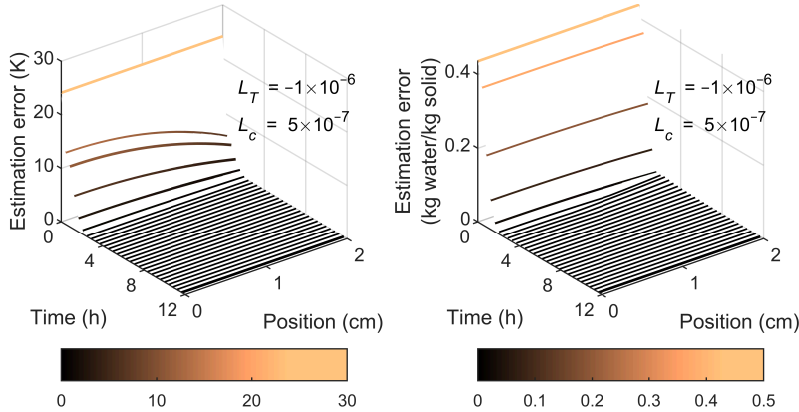 Estimation error (K)
30
20
10
0
0
4
8
12
0
1
2
Time (h)
Position (cm)
L_T = –1×10^–6
L_c = 5×10^–7
0
10
20
30
Estimation error
(kg water/kg solid)
0.4
0.2
0
0
4
8
12
0
1
2
Time (h)
Position (cm)
L_T = –1×10^–6
L_c = 5×10^–7
0
0.1
0.2
0.3
0.4
0.5